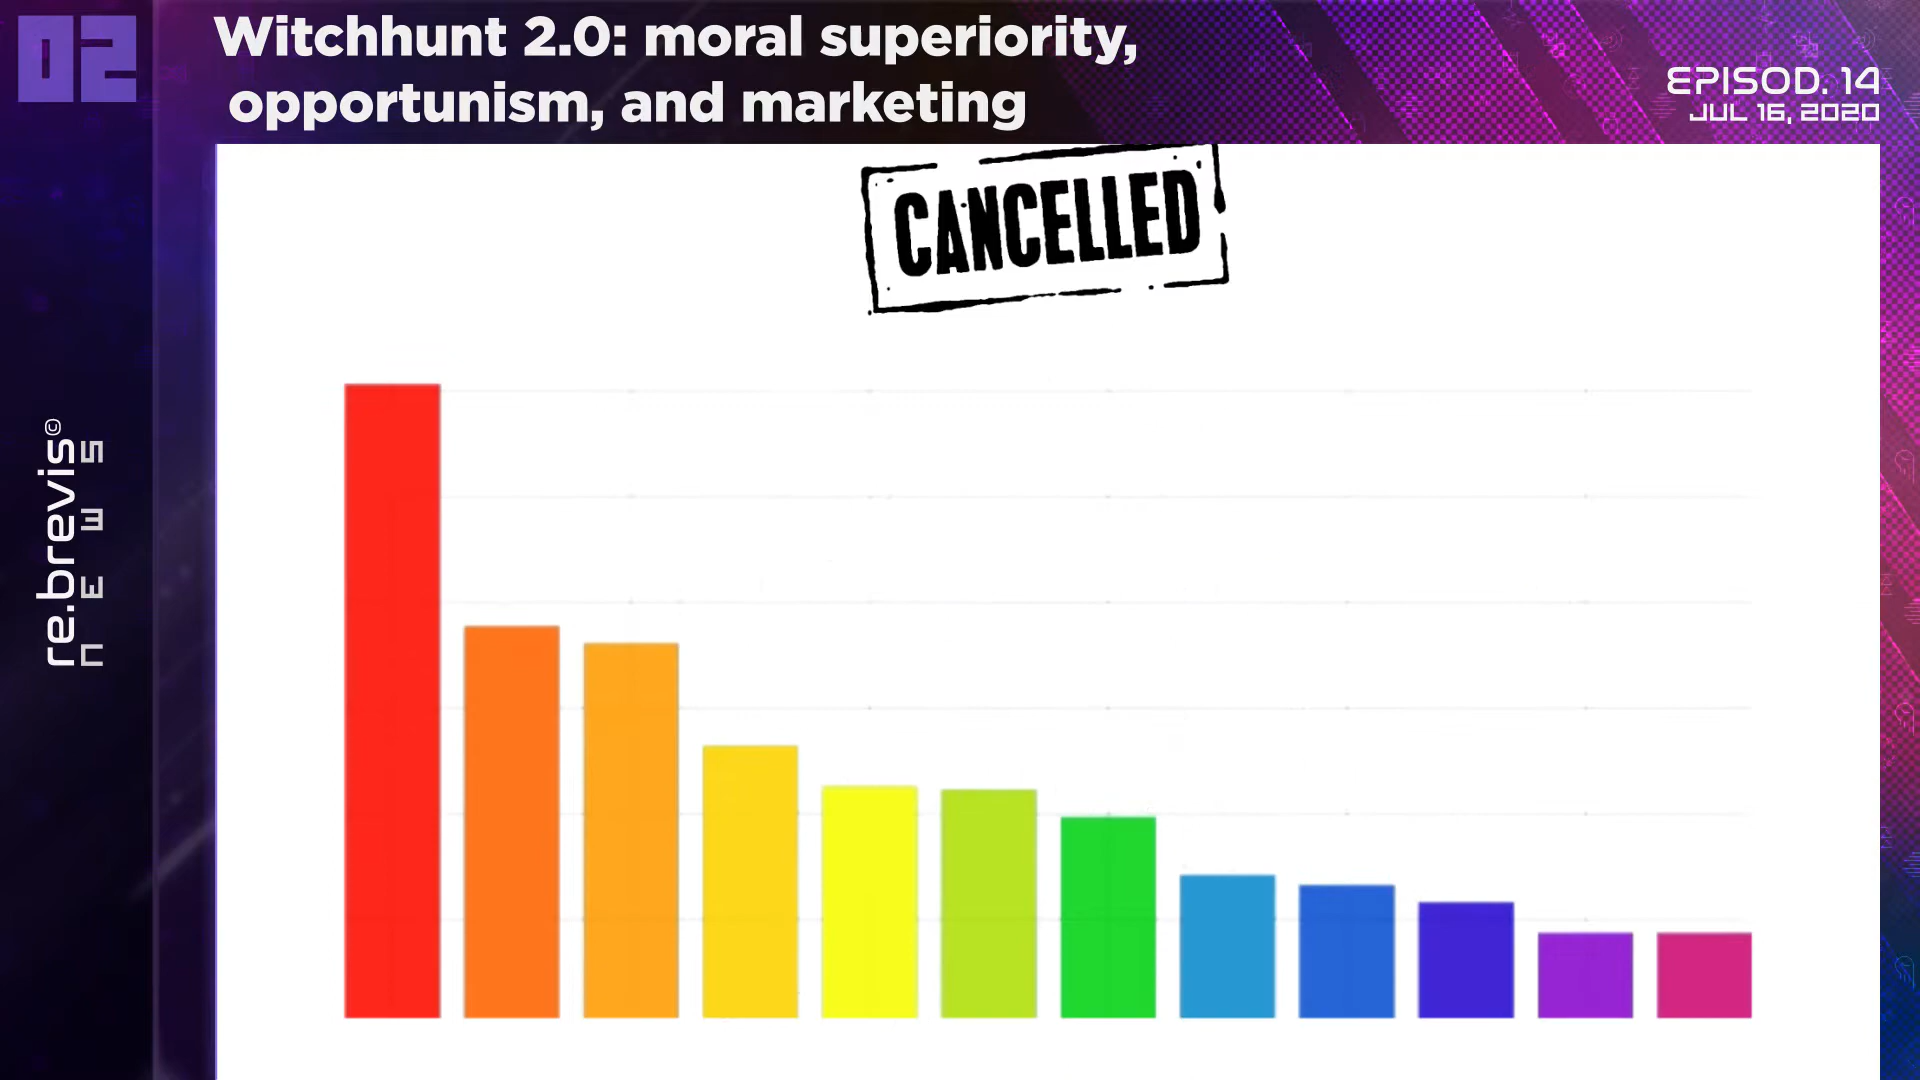 02
Witchhunt 2.0: moral superiority,
opportunism, and marketing
EPISOD. 14
JUL 16, 2020
CANCELLED
re.brevis©
NEWS